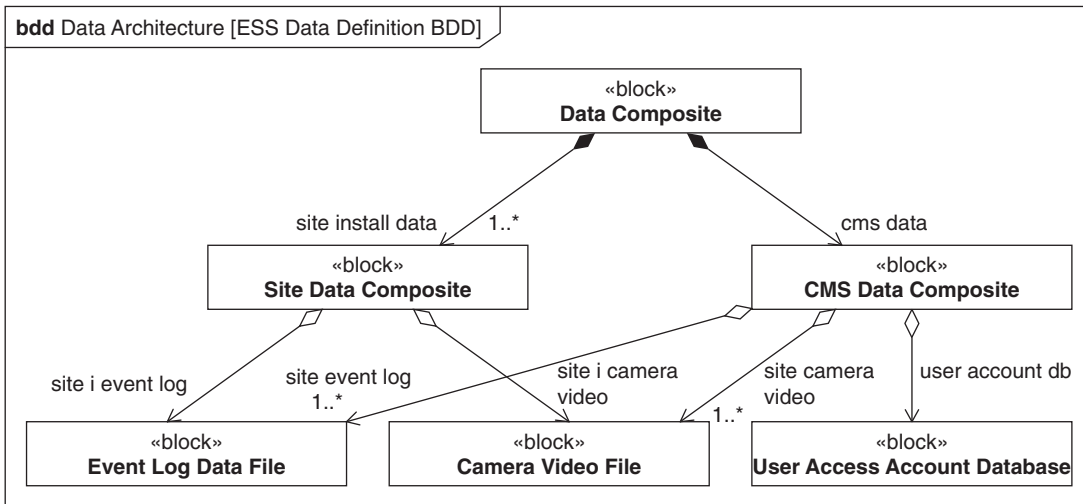 bdd Data Architecture [ESS Data Definition BDD]
«block»
Data Composite
site install data
1..*
cms data
«block»
Site Data Composite
«block»
CMS Data Composite
site i event log
site event log
1..*
site i camera
video
site camera
video
1..*
user account db
«block»
Event Log Data File
«block»
Camera Video File
«block»
User Access Account Database